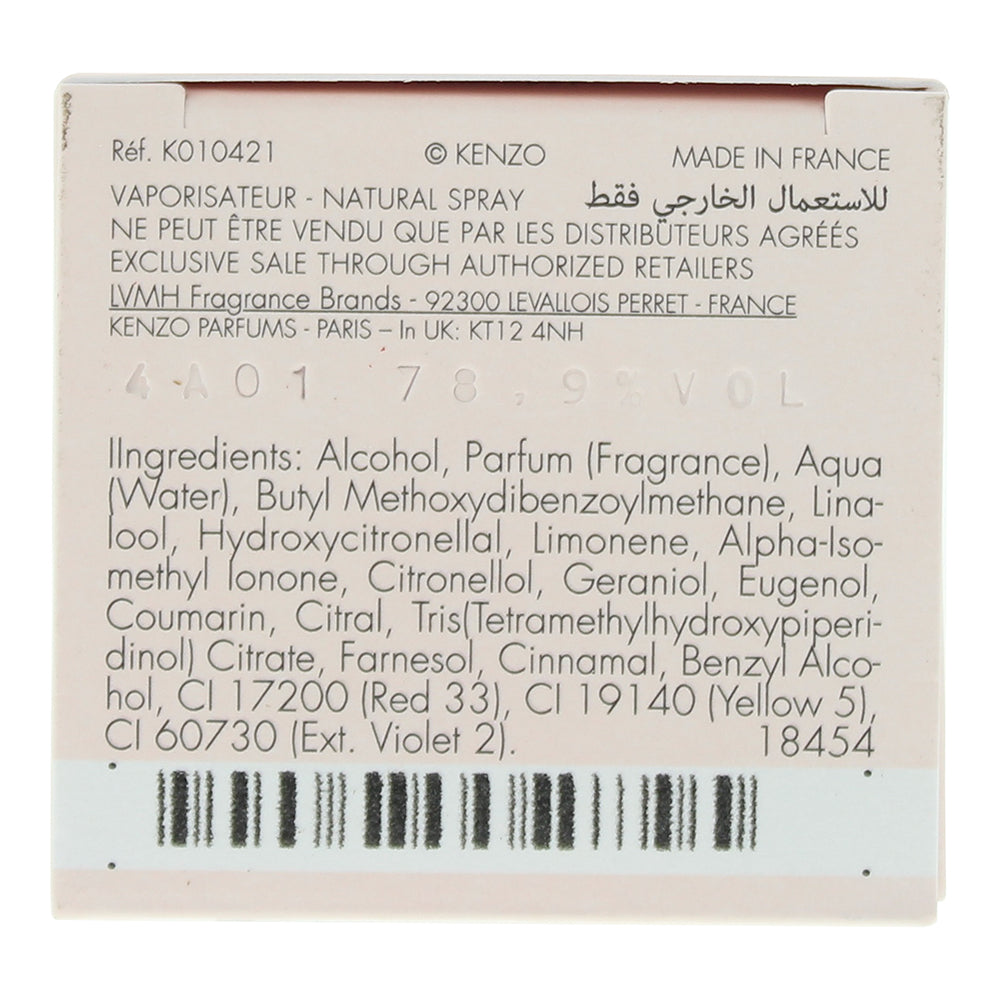 Réf. K010421 © KENZO MADE IN FRANCE
VAPORISATEUR - NATURAL SPRAY للاستعمال الخارجي فقط
NE PEUT ÊTRE VENDU QUE PAR LES DISTRIBUTEURS AGRÉÉS
EXCLUSIVE SALE THROUGH AUTHORIZED RETAILERS
LVMH Fragrance Brands - 92300 LEVALLOIS PERRET - FRANCE
KENZO PARFUMS - PARIS – In UK: KT12 4NH
4A01 78,9%VOL
IIngredients: Alcohol, Parfum (Fragrance), Aqua
(Water), Butyl Methoxydibenzoylmethane, Lina-
lool, Hydroxycitronellal, Limonene, Alpha-Iso-
methyl Ionone, Citronellol, Geraniol, Eugenol,
Coumarin, Citral, Tris(Tetramethylhydroxypiperi-
dinol) Citrate, Farnesol, Cinnamal, Benzyl Alco-
hol, CI 17200 (Red 33), CI 19140 (Yellow 5),
CI 60730 (Ext. Violet 2). 18454